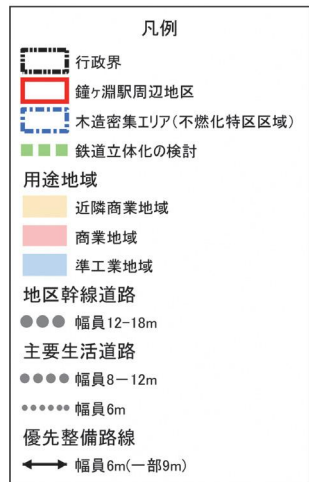 凡例
行政界
鐘ヶ淵駅周辺地区
木造密集エリア(不燃化特区区域)
鉄道立体化の検討
用途地域
近隣商業地域
商業地域
準工業地域
地区幹線道路
幅員12-18m
主要生活道路
幅員8-12m
幅員6m
優先整備路線
幅員6m(一部9m)